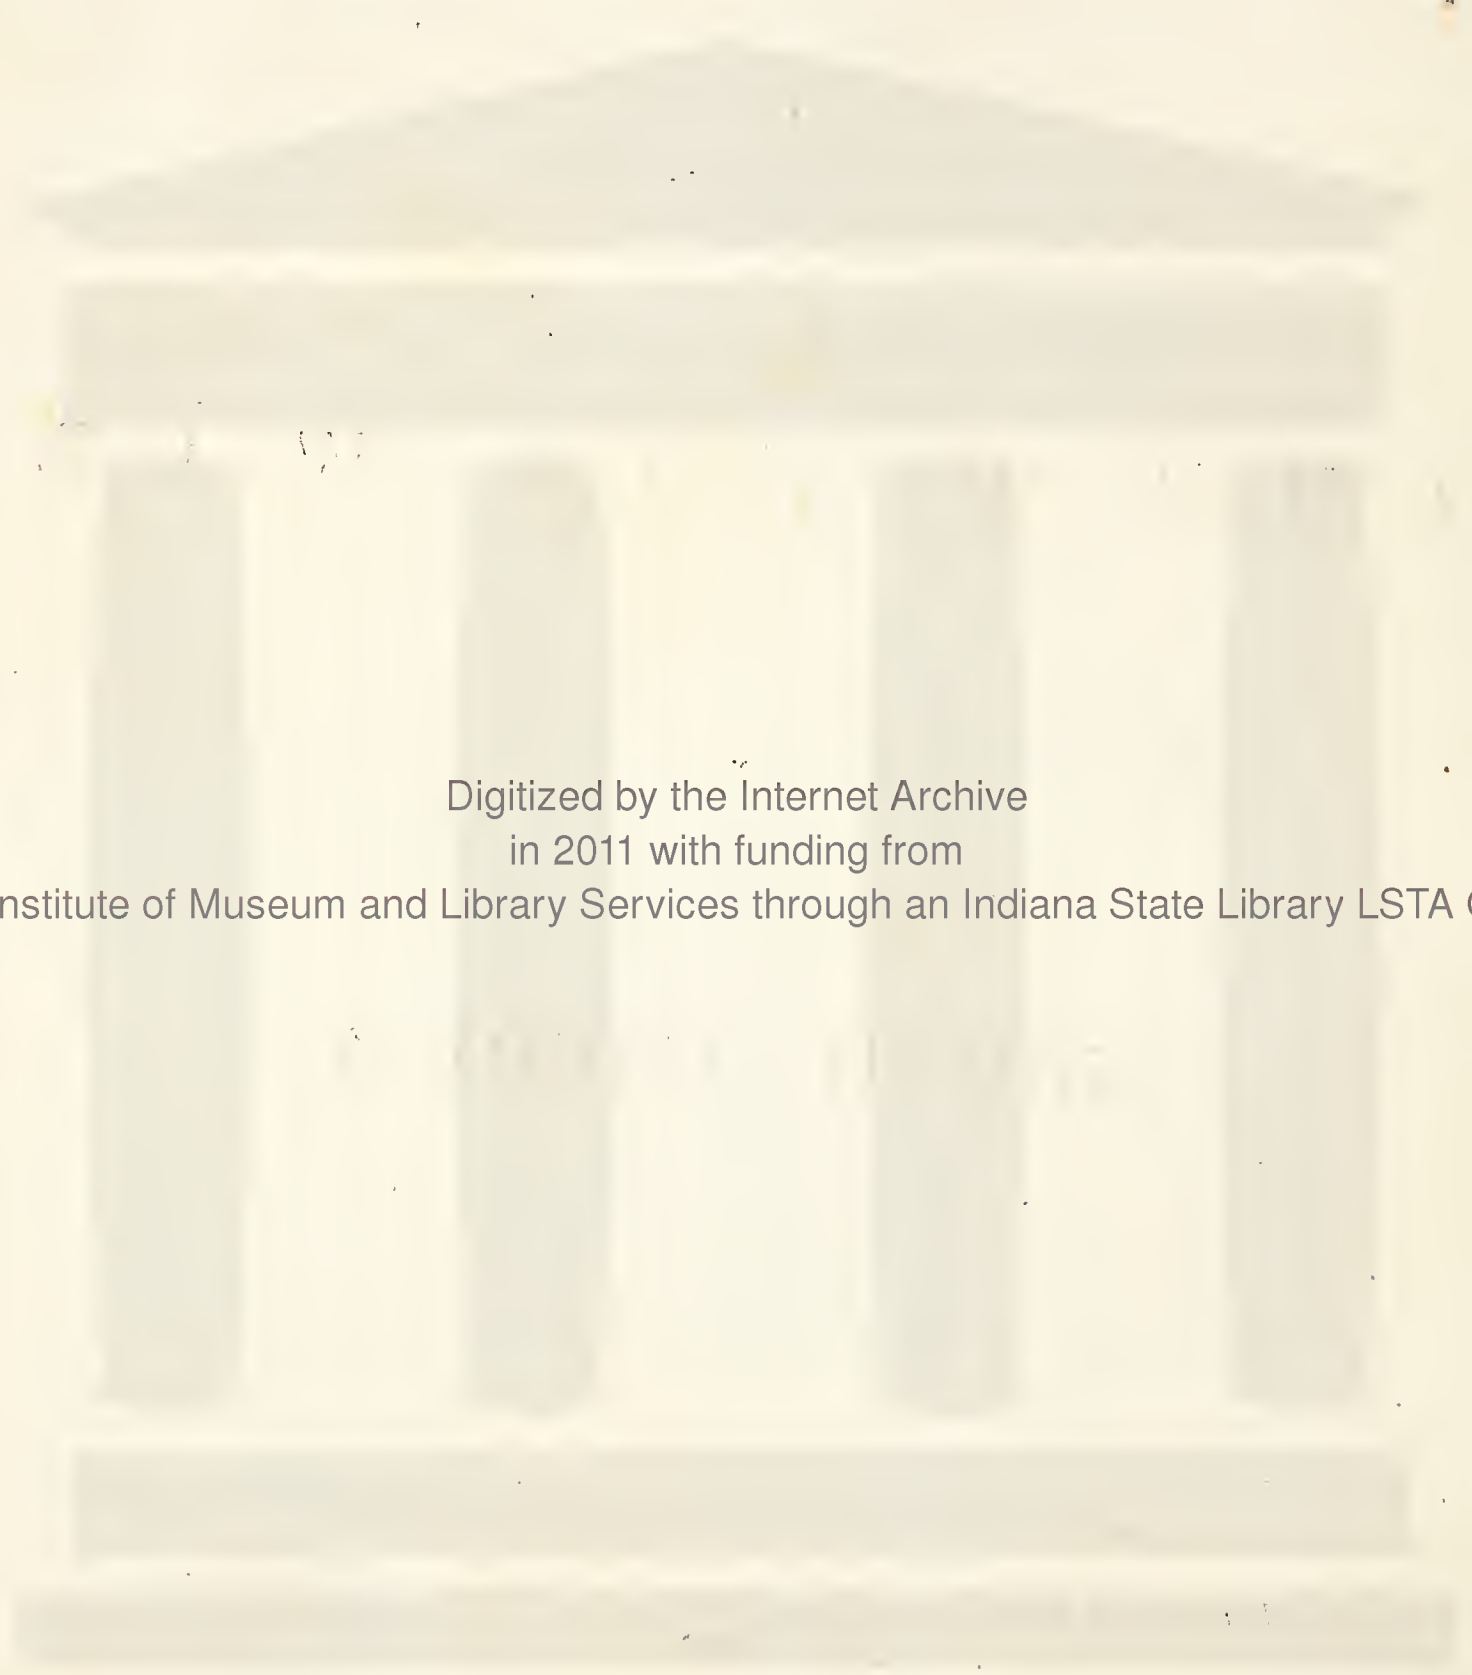 Digitized by the Internet Archive
in 2011 with funding from
nstitute of Museum and Library Services through an Indiana State Library LSTA